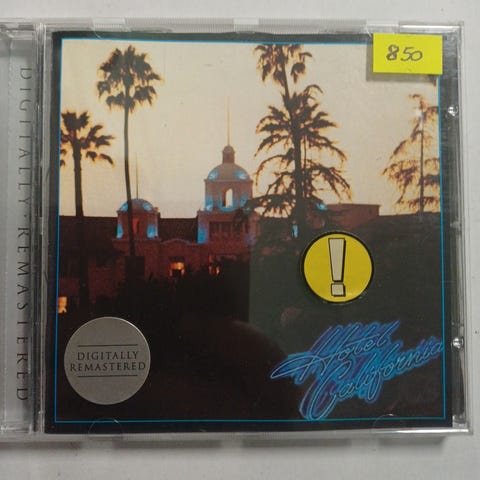 850
DIGITALLY REMASTERED
!
Hotel
California
DIGITALLY
REMASTERED